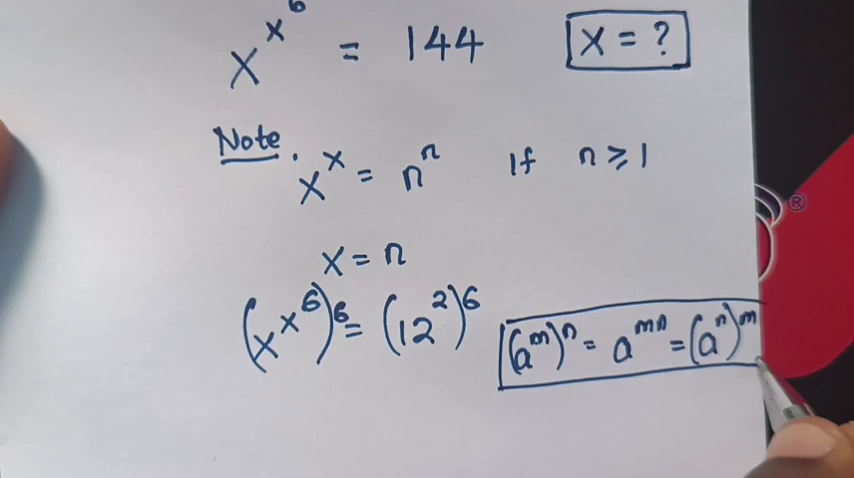 x^x^6 = 144 x = ?
Note. x^x = n^n If n ⩾ 1
x = n
(x^x^6)^6 = (12^2)^6 (a^m)^n = a^mn = (a^n)^m
®